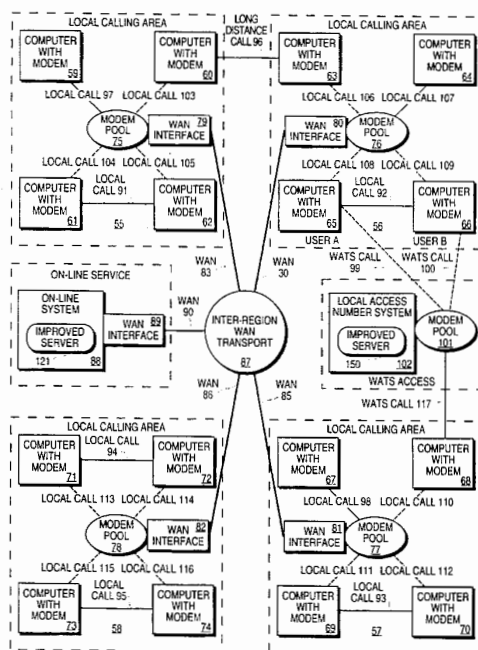 LOCAL CALLING AREA
COMPUTER
WITH
MODEM
59
COMPUTER
WITH
MODEM
60
LOCAL CALL 97
LOCAL CALL 103
MODEM
POOL
75
79
WAN
INTERFACE
LOCAL CALL 104
LOCAL CALL 105
COMPUTER
WITH
MODEM
61
LOCAL
CALL 91
55
COMPUTER
WITH
MODEM
62
LONG
DISTANCE
CALL 96
LOCAL CALLING AREA
COMPUTER
WITH
MODEM
63
COMPUTER
WITH
MODEM
64
LOCAL CALL 106
LOCAL CALL 107
80
WAN
INTERFACE
MODEM
POOL
76
LOCAL CALL 108
LOCAL CALL 109
COMPUTER
WITH
MODEM
65
LOCAL
CALL 92
56
COMPUTER
WITH
MODEM
66
USER A
USER B
WAN
83
WAN
30
WATS CALL
99
WATS CALL
100
ON-LINE SERVICE
ON-LINE
SYSTEM
IMPROVED
SERVER
121
88
89
WAN
INTERFACE
WAN
90
INTER-REGION
WAN
TRANSPORT
87
LOCAL ACCESS
NUMBER SYSTEM
IMPROVED
SERVER
150
102
MODEM
POOL
101
WATS ACCESS
WATS CALL 117
WAN
86
WAN
85
LOCAL CALLING AREA
COMPUTER
WITH
MODEM
71
LOCAL
CALL
94
COMPUTER
WITH
MODEM
72
LOCAL CALL 113
LOCAL CALL 114
MODEM
POOL
78
82
WAN
INTERFACE
LOCAL CALL 115
LOCAL CALL 116
COMPUTER
WITH
MODEM
73
LOCAL
CALL 95
58
COMPUTER
WITH
MODEM
74
LOCAL CALLING AREA
COMPUTER
WITH
MODEM
67
COMPUTER
WITH
MODEM
68
LOCAL CALL 98
LOCAL CALL 110
81
WAN
INTERFACE
MODEM
POOL
77
LOCAL CALL 111
LOCAL CALL 112
COMPUTER
WITH
MODEM
69
LOCAL
CALL 93
57
COMPUTER
WITH
MODEM
70